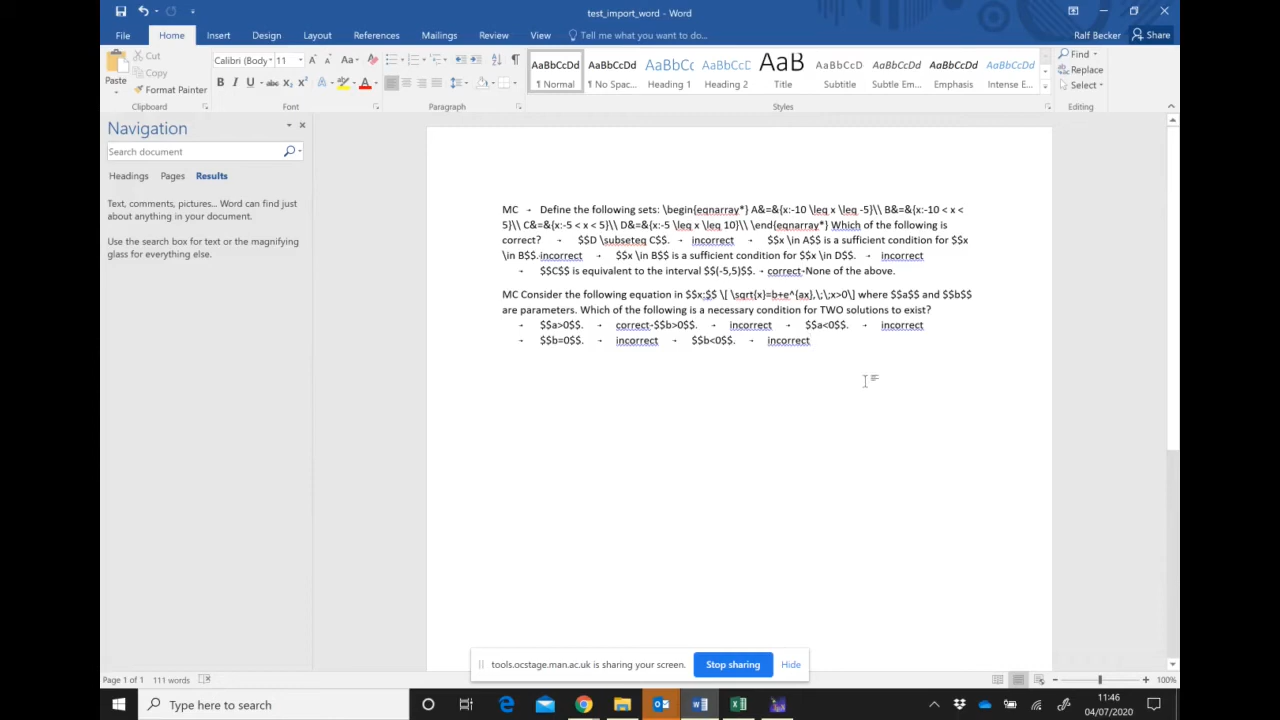 test_import_word - Word
File Home Insert Design Layout References Mailings Review View Tell me what you want to do... Ralf Becker Share
Paste
Cut
Copy
Format Painter
Clipboard
Calibri (Body 11
Font
Paragraph
AaBbCcDd AaBbCcDd AaBbCc AaBbCcD AaB AaBbCcD AaBbCcDd AaBbCcDd AaBbCcDd
¶ Normal ¶ No Spac... Heading 1 Heading 2 Title Subtitle Subtle Em... Emphasis Intense E...
Styles
Find
Replace
Select
Editing
Navigation
Search document
Headings Pages Results
Text, comments, pictures... Word can find just
about anything in your document.
Use the search box for text or the magnifying
glass for everything else.
MC → Define the following sets: \begin{eqnarray*} A&=&{x:-10 \leq x \leq -5}\\ B&=&{x:-10 < x <
5}\\ C&=&{x:-5 < x < 5}\\ D&=&{x:-5 \leq x \leq 10}\\ \end{eqnarray*} Which of the following is
correct? → $$D \subseteq C$$. → incorrect → $$x \in A$$ is a sufficient condition for $$x
\in B$$. incorrect → $$x \in B$$ is a sufficient condition for $$x \in D$$. → incorrect
→ $$C$$ is equivalent to the interval $$(-5,5)$$. → correct-None of the above.
MC Consider the following equation in $$x:$$ \[ \sqrt{x}=b+e^{ax},\;\;x>0\] where $$a$$ and $$b$$
are parameters. Which of the following is a necessary condition for TWO solutions to exist?
→ $$a>0$$. → correct-$$b>0$$. → incorrect → $$a<0$$. → incorrect
→ $$b=0$$. → incorrect → $$b<0$$. → incorrect
tools.ocstage.man.ac.uk is sharing your screen. Stop sharing Hide
Page 1 of 1 111 words 100%
Type here to search
11:46
04/07/2020